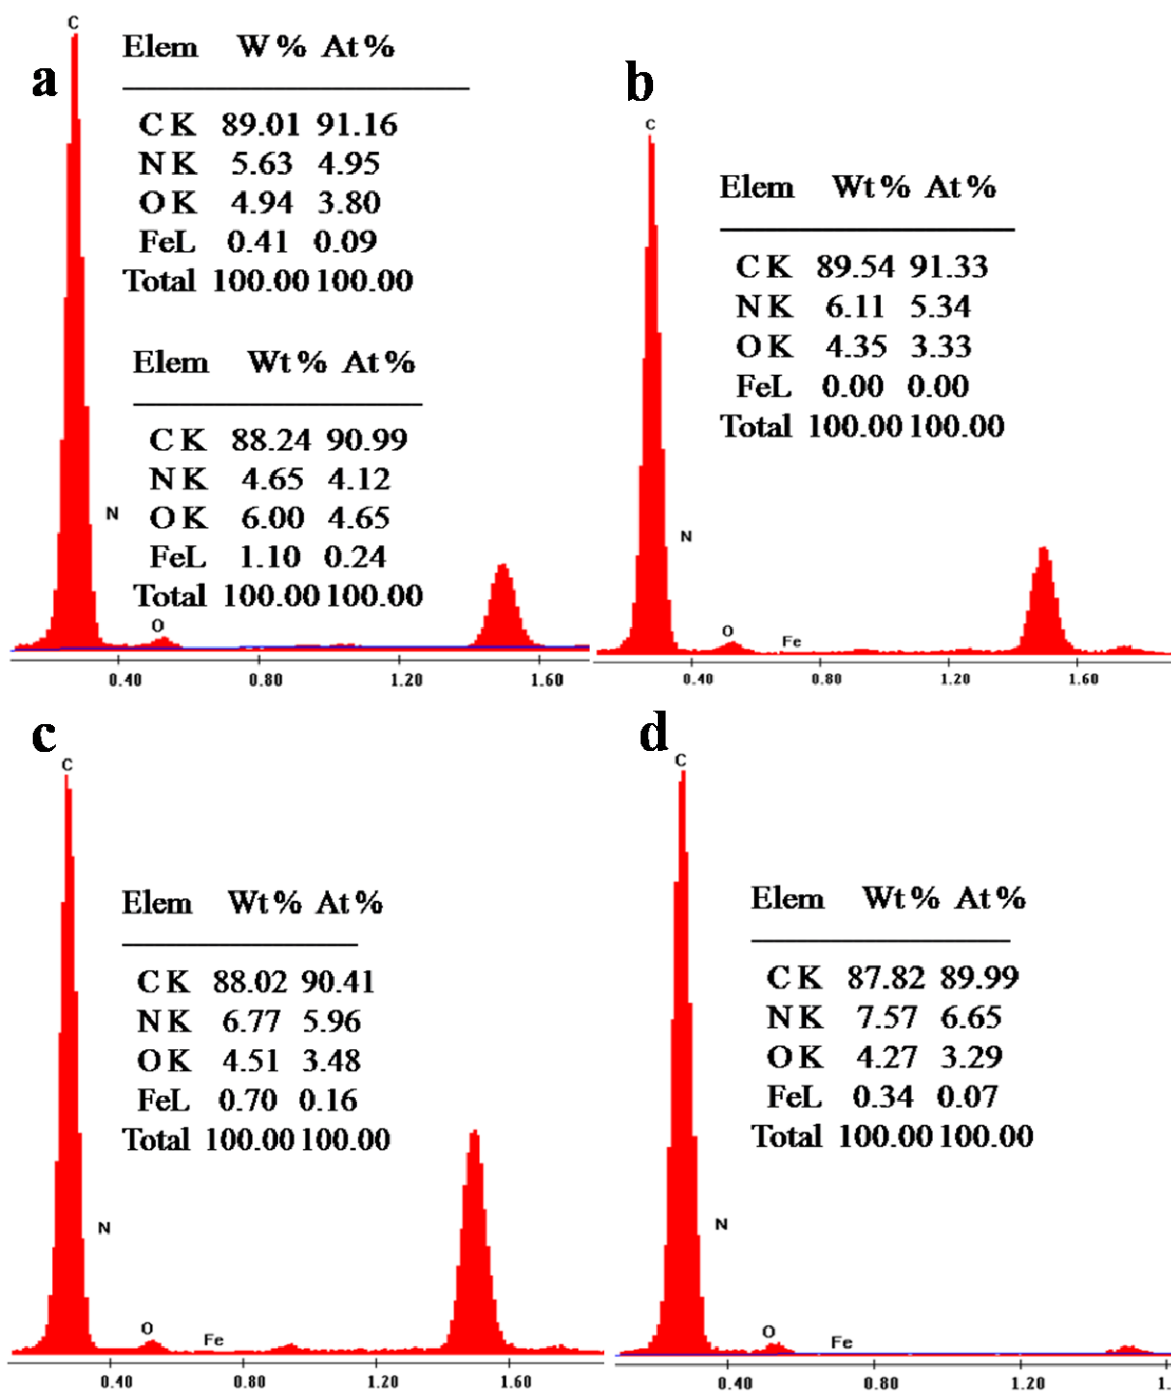 C
a
Elem W % At %
C K 89.01 91.16
N K 5.63 4.95
O K 4.94 3.80
FeL 0.41 0.09
Total 100.00 100.00
Elem Wt % At %
C K 88.24 90.99
N K 4.65 4.12
O K 6.00 4.65
FeL 1.10 0.24
Total 100.00 100.00
N
O
0.40 0.80 1.20 1.60
b
C
Elem Wt % At %
C K 89.54 91.33
N K 6.11 5.34
O K 4.35 3.33
FeL 0.00 0.00
Total 100.00 100.00
N
O Fe
0.40 0.80 1.20 1.60
c
C
Elem Wt % At %
C K 88.02 90.41
N K 6.77 5.96
O K 4.51 3.48
FeL 0.70 0.16
Total 100.00 100.00
N
O Fe
0.40 0.80 1.20 1.60
d
C
Elem Wt % At %
C K 87.82 89.99
N K 7.57 6.65
O K 4.27 3.29
FeL 0.34 0.07
Total 100.00 100.00
N
O Fe
0.40 0.80 1.20